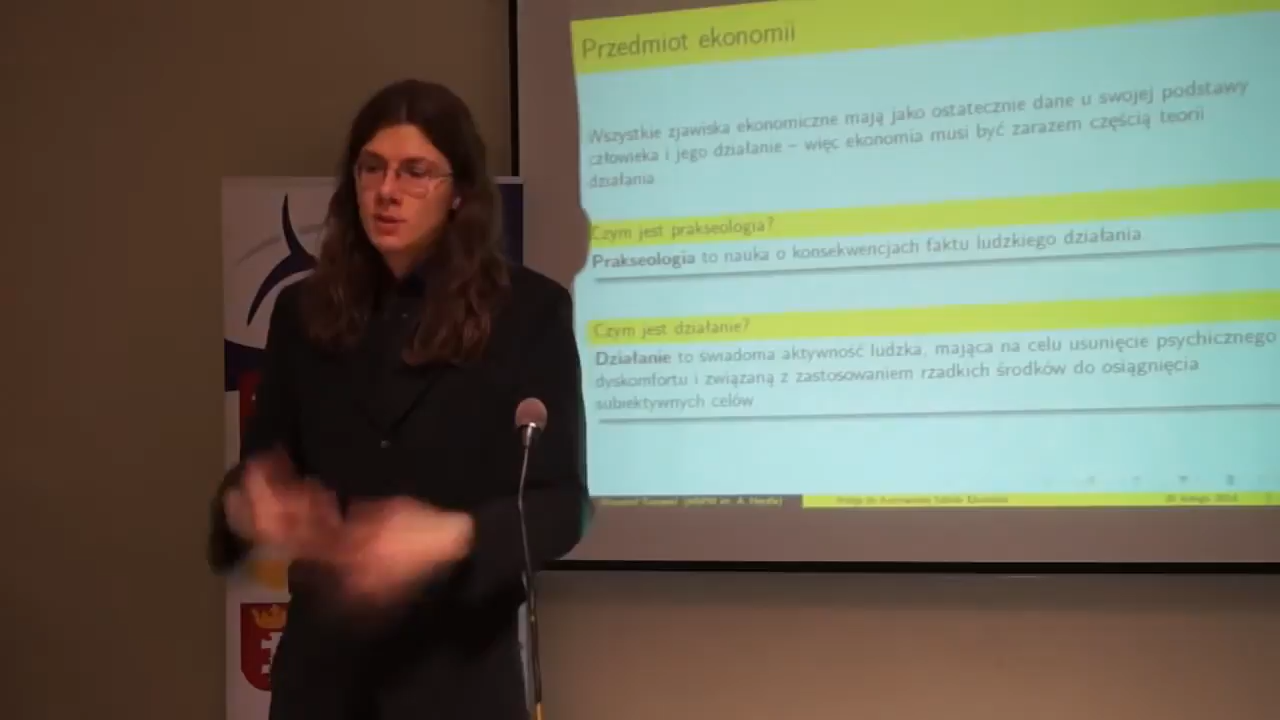 Przedmiot ekonomii
Wszystkie zjawiska ekonomiczne mają jako ostatecznie dane u swojej podstawy
człowieka i jego działanie – więc ekonomia musi być zarazem częścią teorii
działania
Czym jest prakseologia?
Prakseologia to nauka o konsekwencjach faktu ludzkiego działania
Czym jest działanie?
Działanie to świadoma aktywność ludzka, mająca na celu usunięcie psychicznego
dyskomfortu i związaną z zastosowaniem rzadkich środków do osiągnięcia
subiektywnych celów